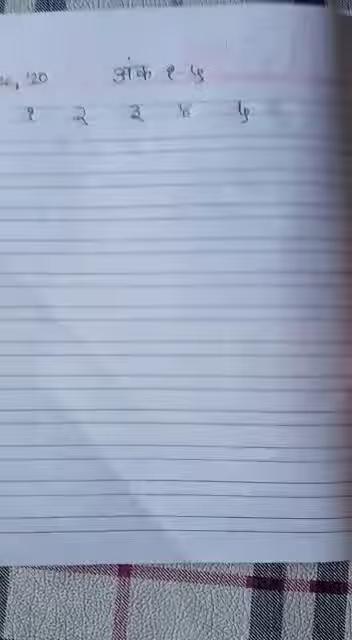 '20 अंक १ ५
१ २ ३ ४ ५